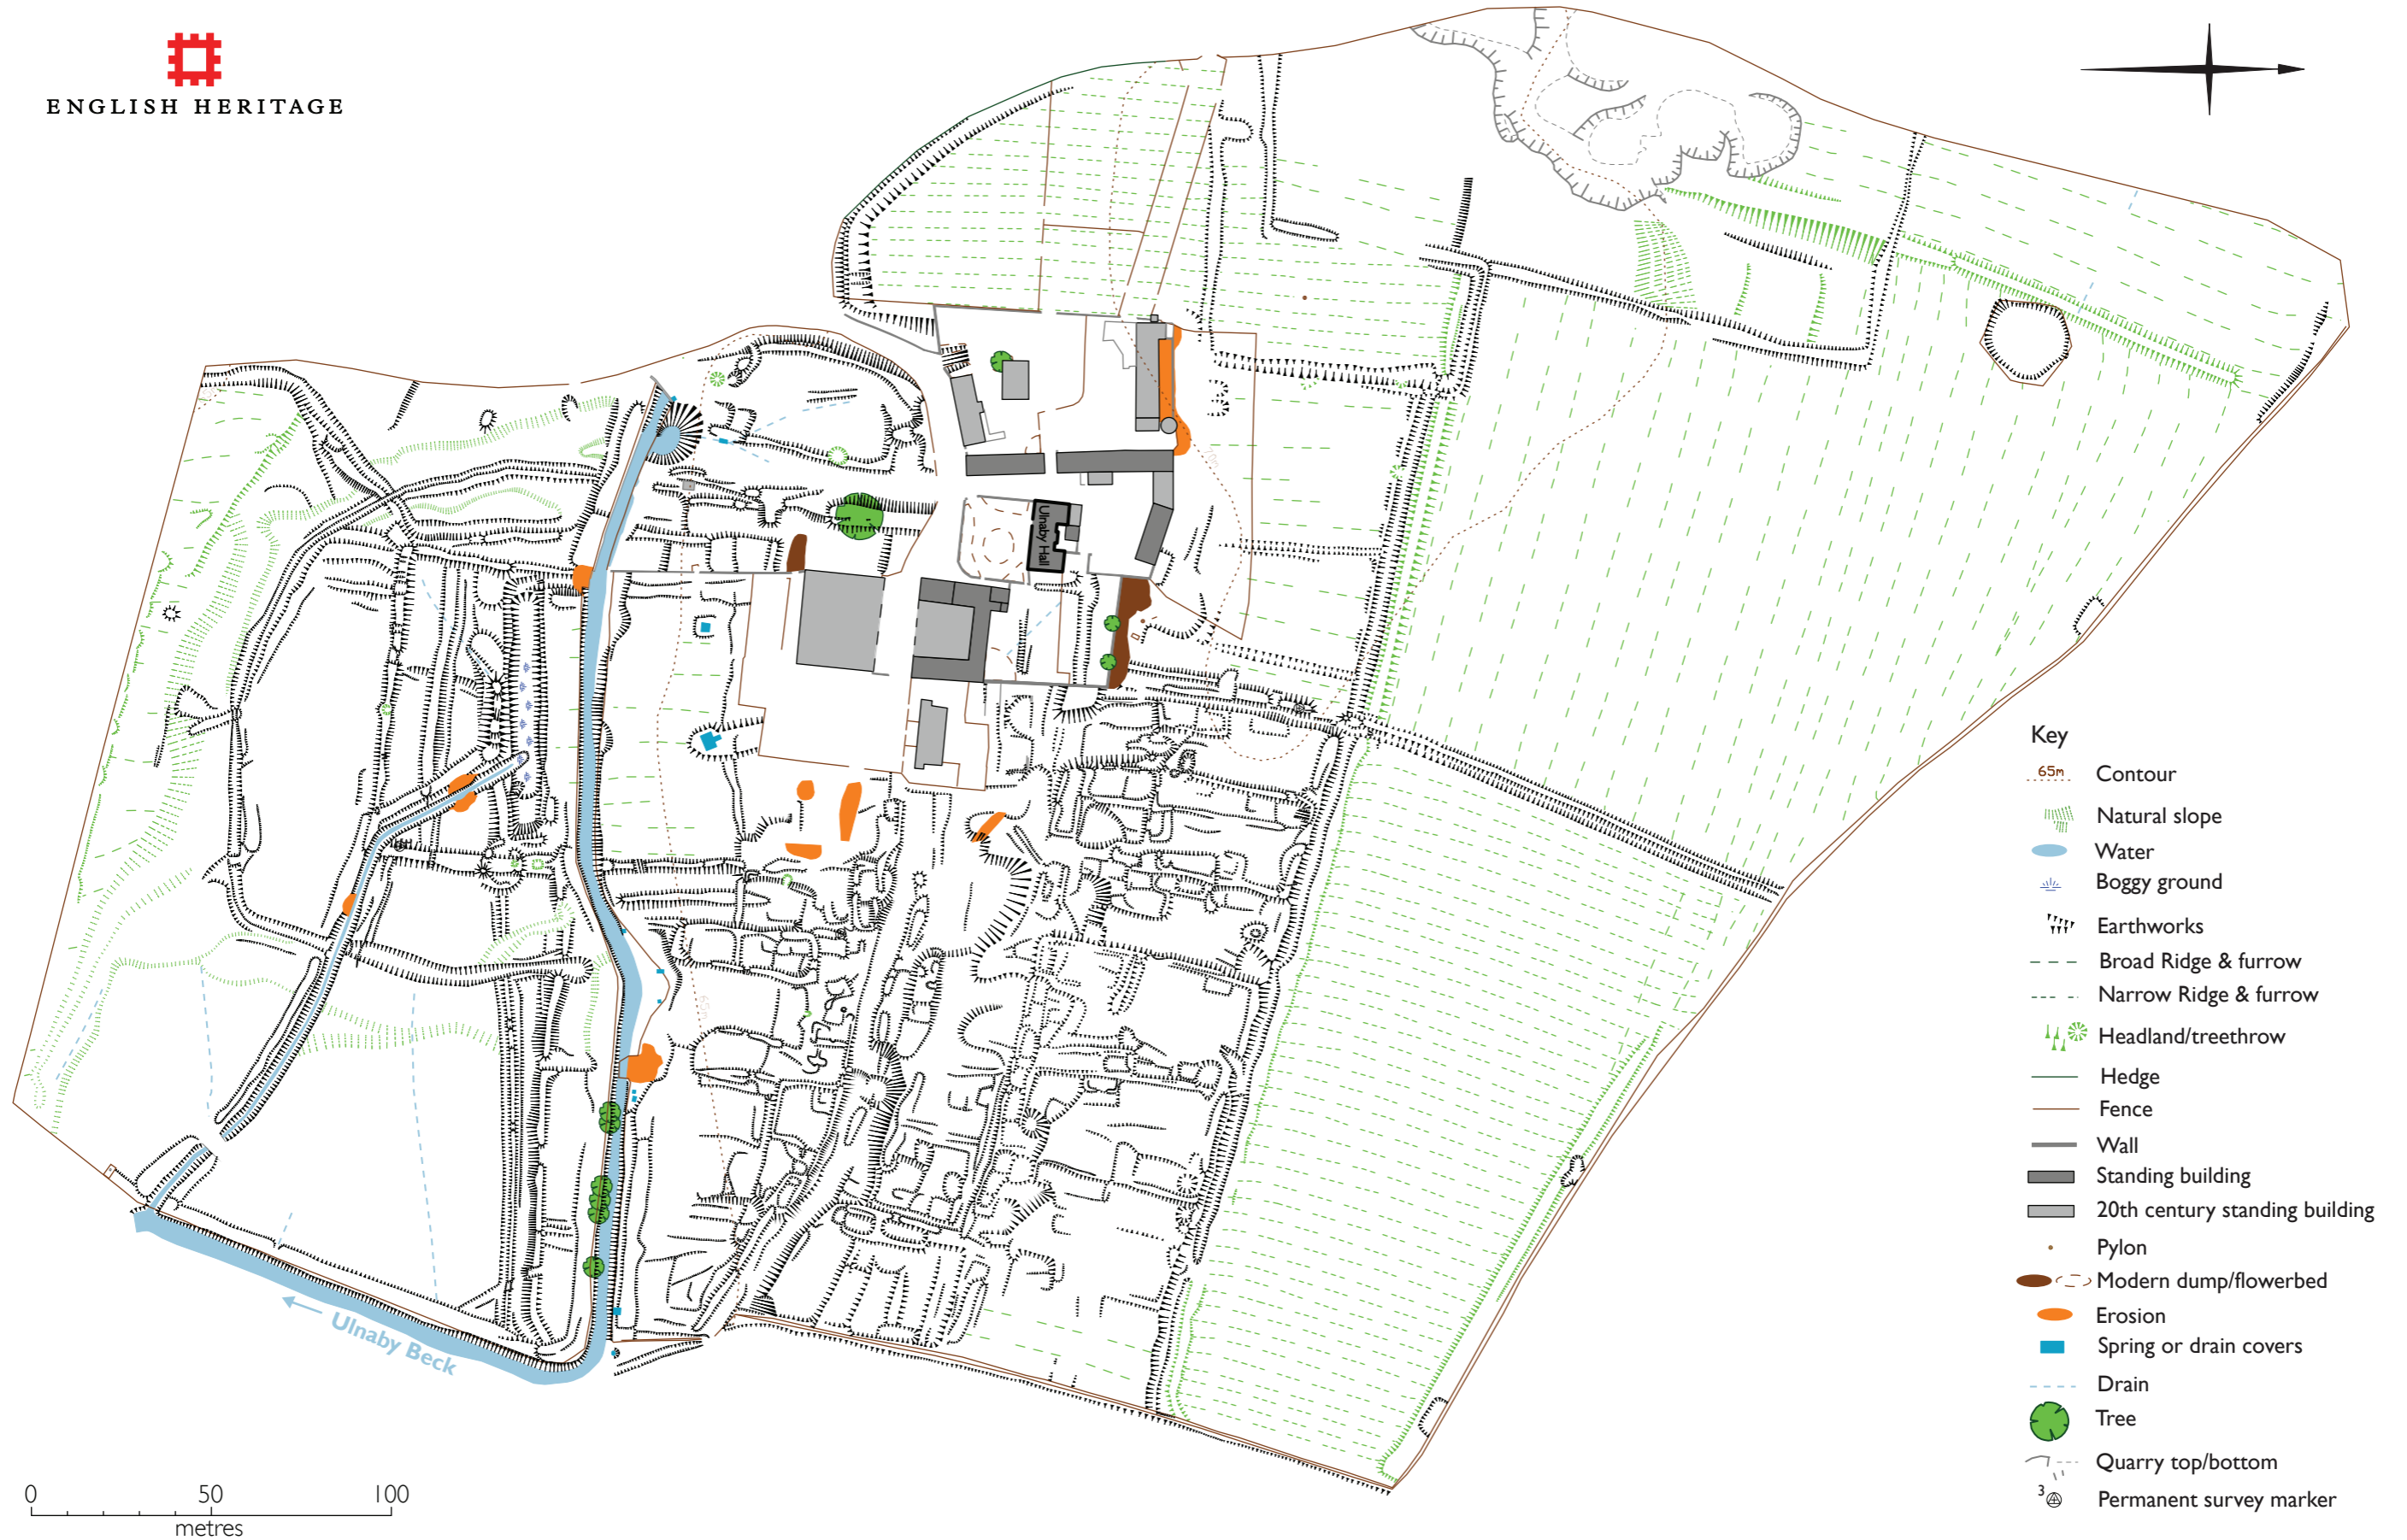 ENGLISH HERITAGE
Ulnaby Hall
70m
65m
Ulnaby Beck
0 50 100
metres
Key
65m Contour
Natural slope
Water
Boggy ground
Earthworks
Broad Ridge & furrow
Narrow Ridge & furrow
Headland/treethrow
Hedge
Fence
Wall
Standing building
20th century standing building
Pylon
Modern dump/flowerbed
Erosion
Spring or drain covers
Drain
Tree
Quarry top/bottom
3 Permanent survey marker